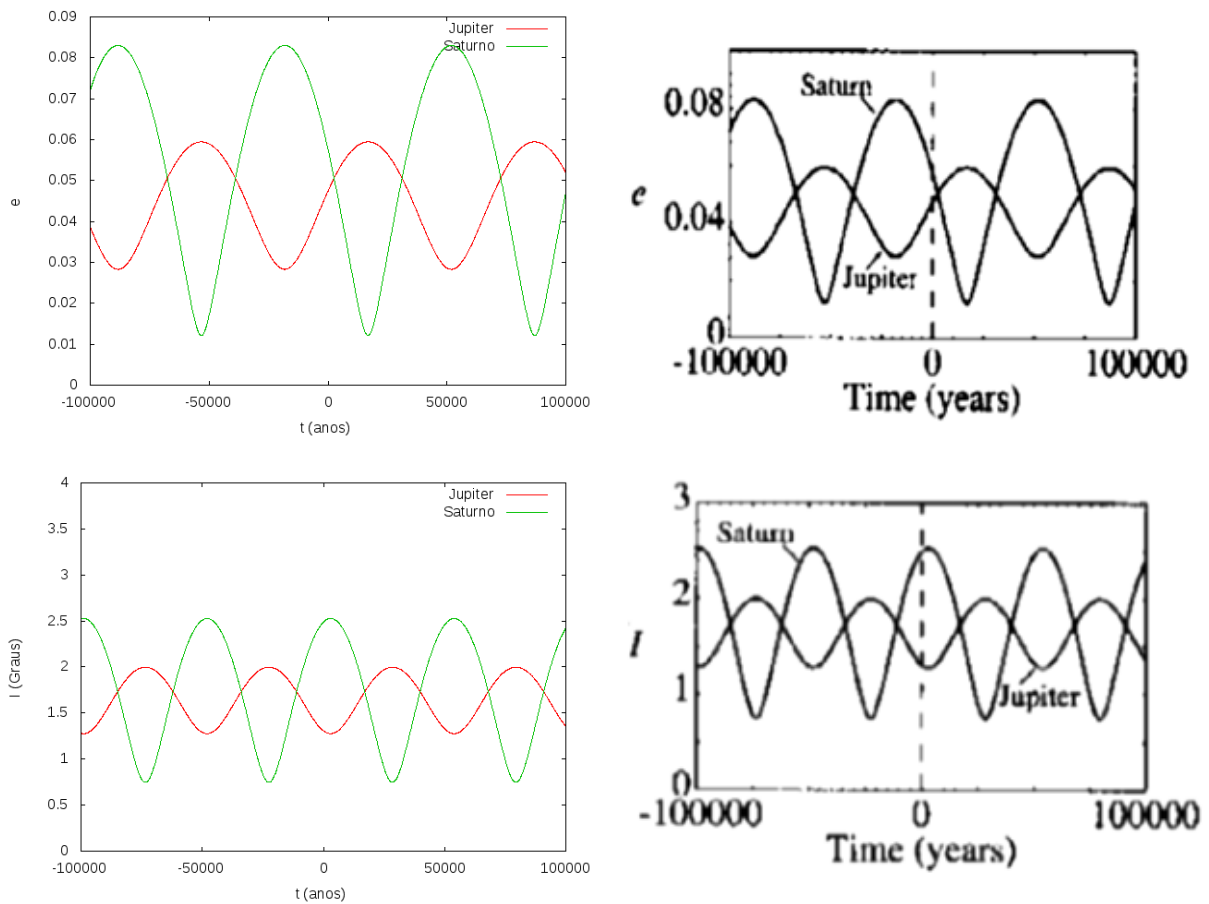 0.09
0.08
0.07
0.06
0.05
0.04
0.03
0.02
0.01
0
-100000 -50000 0 50000 100000
t (anos)
e
Jupiter
Saturno
Saturn
Jupiter
0.08
0.04
0
e
-100000 0 100000
Time (years)
4
3.5
3
2.5
2
1.5
1
0.5
0
-100000 -50000 0 50000 100000
t (anos)
I (Graus)
Jupiter
Saturno
3
2
1
0
I
Saturn
Jupiter
-100000 0 100000
Time (years)